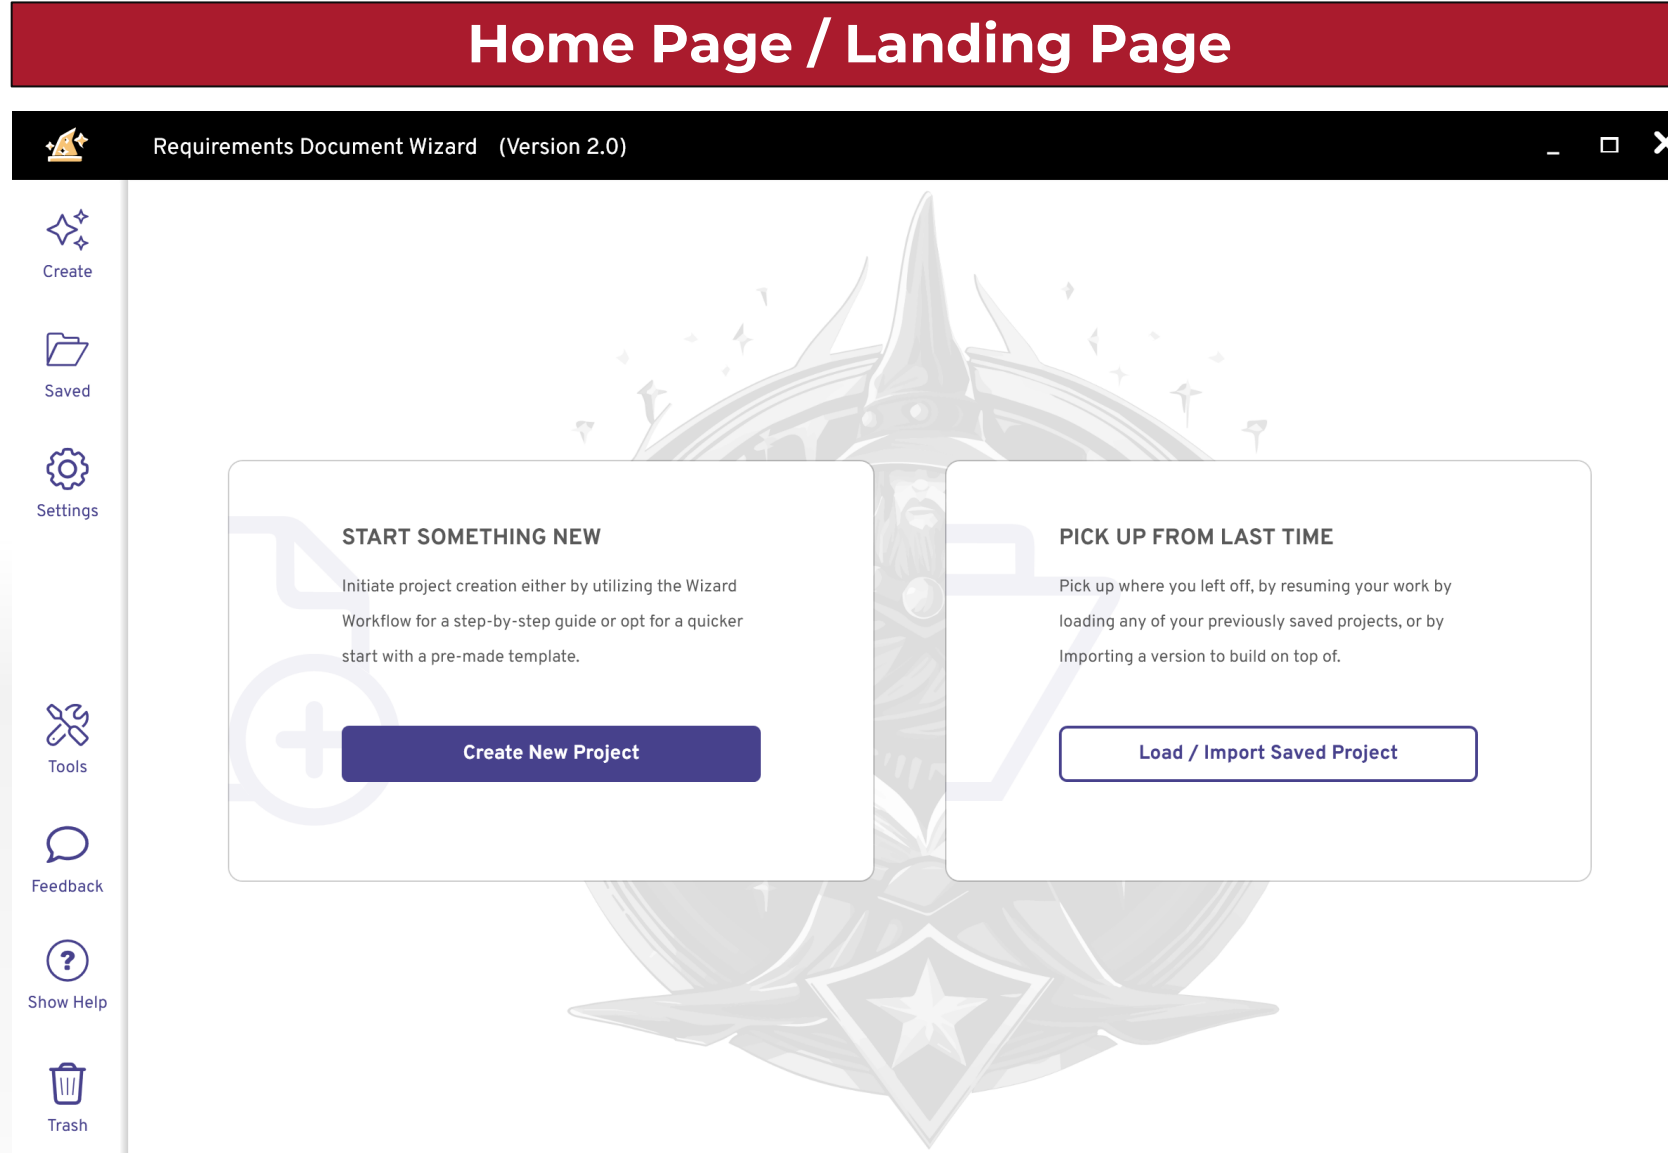 Home Page / Landing Page
Requirements Document Wizard (Version 2.0)
Create
Saved
Settings
Tools
Feedback
Show Help
Trash
START SOMETHING NEW
Initiate project creation either by utilizing the Wizard
Workflow for a step-by-step guide or opt for a quicker
start with a pre-made template.
Create New Project
PICK UP FROM LAST TIME
Pick up where you left off, by resuming your work by
loading any of your previously saved projects, or by
Importing a version to build on top of.
Load / Import Saved Project